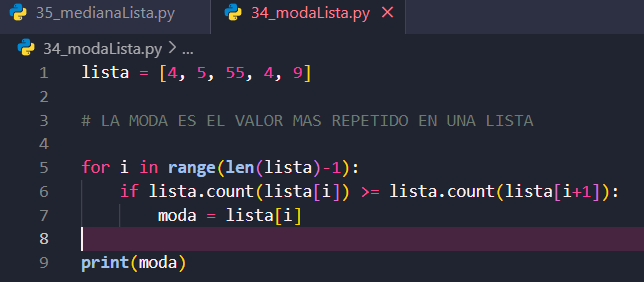 35_medianaLista.py 34_modaLista.py ×
34_modaLista.py > ...
1 lista = [4, 5, 55, 4, 9]
2
3 # LA MODA ES EL VALOR MAS REPETIDO EN UNA LISTA
4
5 for i in range(len(lista)-1):
6 if lista.count(lista[i]) >= lista.count(lista[i+1]):
7 moda = lista[i]
8
9 print(moda)